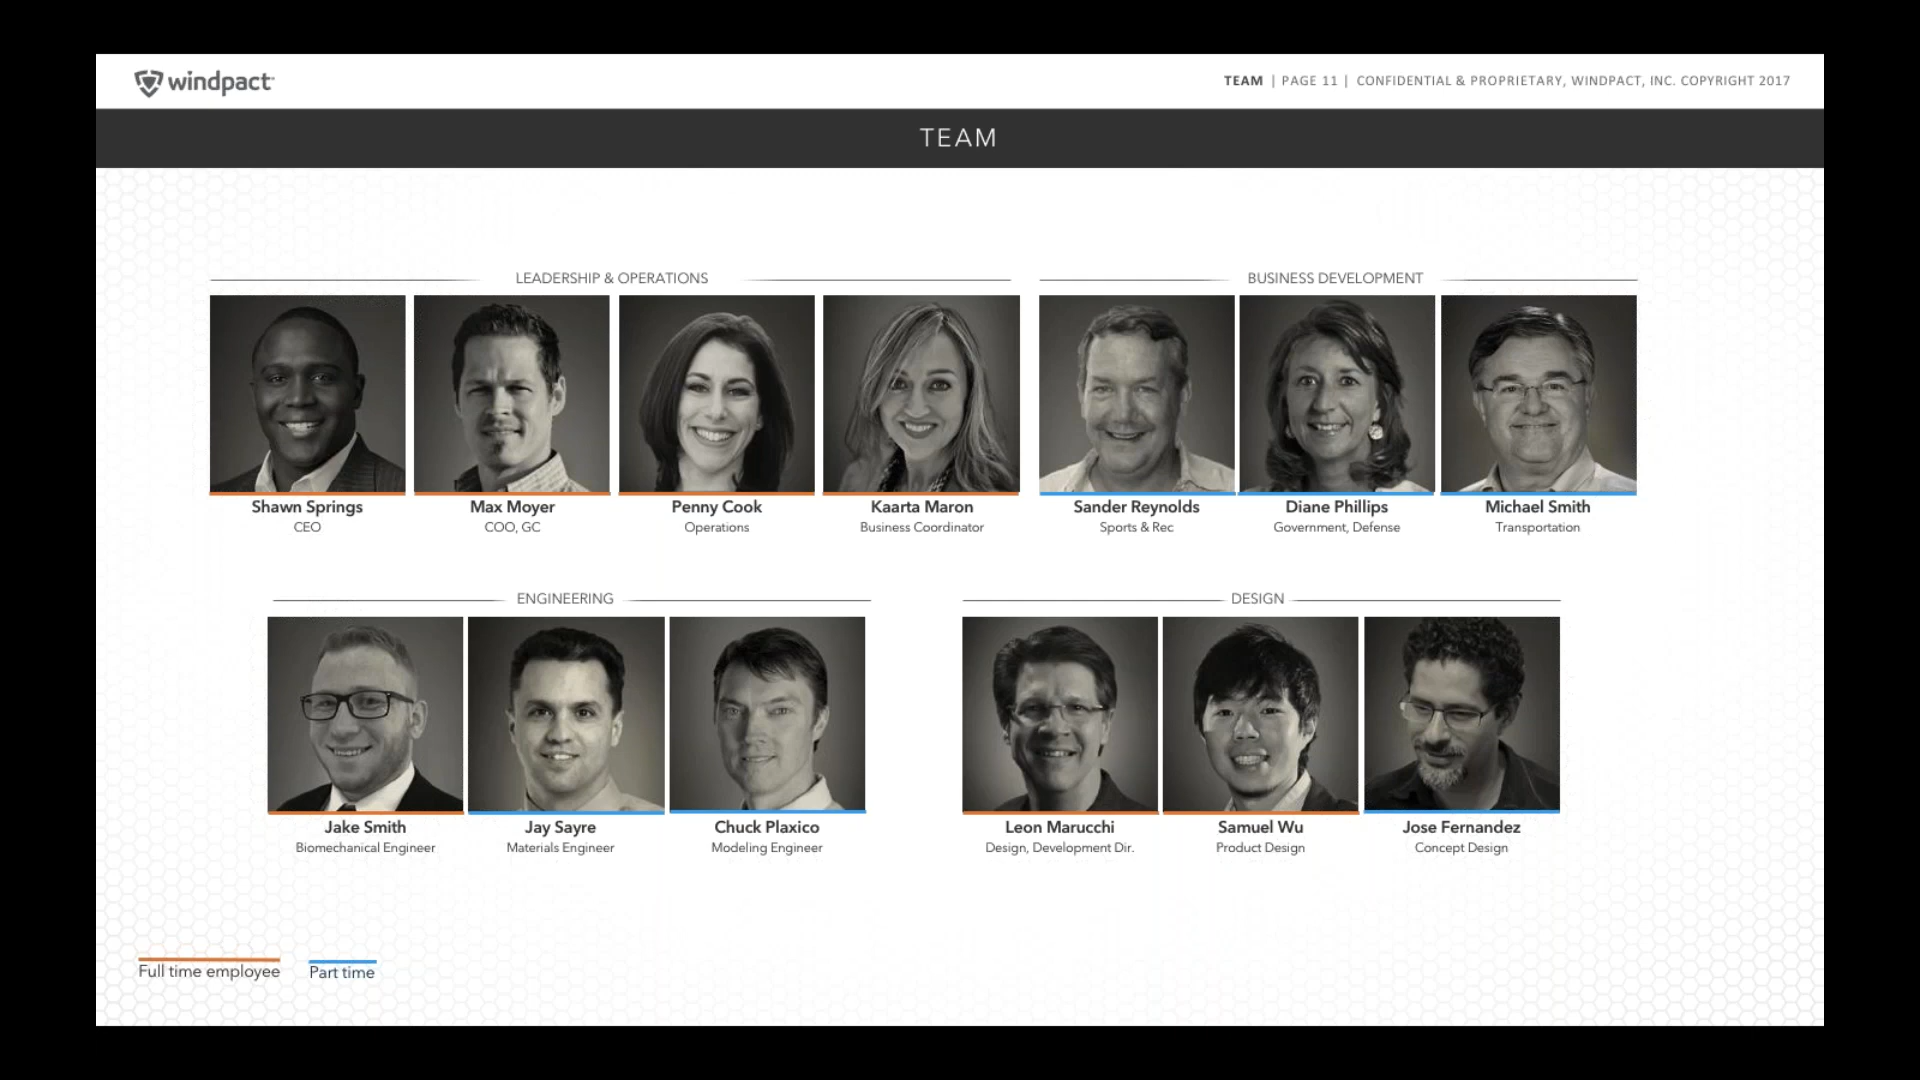 windpact
TEAM | PAGE 11 | CONFIDENTIAL & PROPRIETARY, WINDPACT, INC. COPYRIGHT 2017
TEAM
LEADERSHIP & OPERATIONS
Shawn Springs
CEO
Max Moyer
COO, GC
Penny Cook
Operations
Kaarta Maron
Business Coordinator
BUSINESS DEVELOPMENT
Sander Reynolds
Sports & Rec
Diane Phillips
Government, Defense
Michael Smith
Transportation
ENGINEERING
Jake Smith
Biomechanical Engineer
Jay Sayre
Materials Engineer
Chuck Plaxico
Modeling Engineer
DESIGN
Leon Marucchi
Design, Development Dir.
Samuel Wu
Product Design
Jose Fernandez
Concept Design
Full time employee
Part time